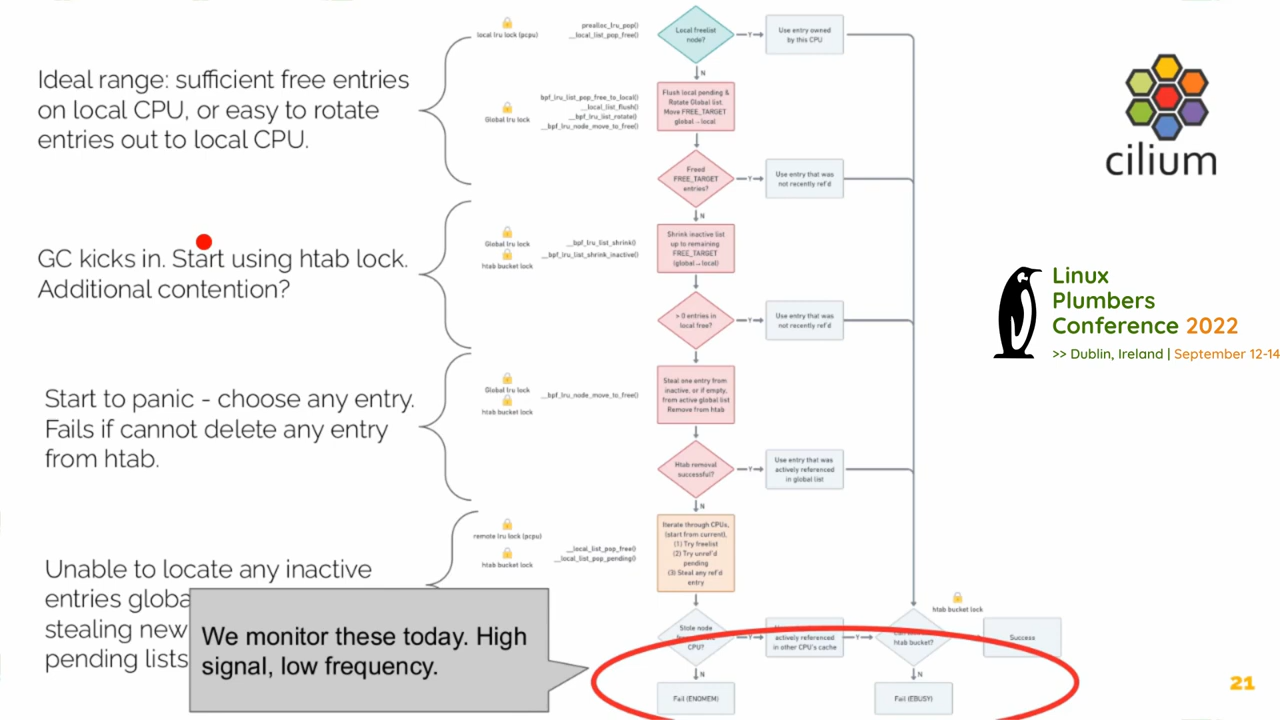 Ideal range: sufficient free entries
on local CPU, or easy to rotate
entries out to local CPU.
GC kicks in. Start using htab lock.
Additional contention?
Start to panic - choose any entry.
Fails if cannot delete any entry
from htab.
Unable to locate any inactive
entries globa
stealing new
pending lists
We monitor these today. High
signal, low frequency.
local lru lock (pcpu)
prealloc_lru_pop()
__local_list_pop_free()
Global lru lock
bpf_lru_list_pop_free_to_local()
__local_list_flush()
__bpf_lru_list_rotate()
__bpf_lru_node_move_to_free()
Global lru lock
htab bucket lock
__bpf_lru_list_shrink()
__bpf_lru_list_shrink_inactive()
Global lru lock
htab bucket lock
__bpf_lru_node_move_to_free()
remote lru lock (pcpu)
htab bucket lock
__local_list_pop_free()
__local_list_pop_pending()
Local freelist
node?
Y
Use entry owned
by this CPU
N
Flush local pending &
Rotate Global list.
Move FREE_TARGET
global→local
Freed
FREE_TARGET
entries?
Y
Use entry that was
not recently ref'd
N
Shrink inactive list
up to remaining
FREE_TARGET
(global→local)
> 0 entries in
local free?
Y
Use entry that was
not recently ref'd
N
Steal one entry from
inactive, or if empty,
from active global list
Remove from htab
Htab removal
successful?
Y
Use entry that was
actively referenced
in global list
N
Iterate through CPUs,
(start from current),
(1) Try freelist
(2) Try unref'd
pending
(3) Steal any ref'd
entry
Stole node
CPU?
Y
actively referenced
in other CPU's cache
Y
htab bucket lock
htab bucket?
Success
N
Fail (ENOMEM)
N
Fail (EBUSY)
cilium
Linux
Plumbers
Conference 2022
>> Dublin, Ireland | September 12-14
21